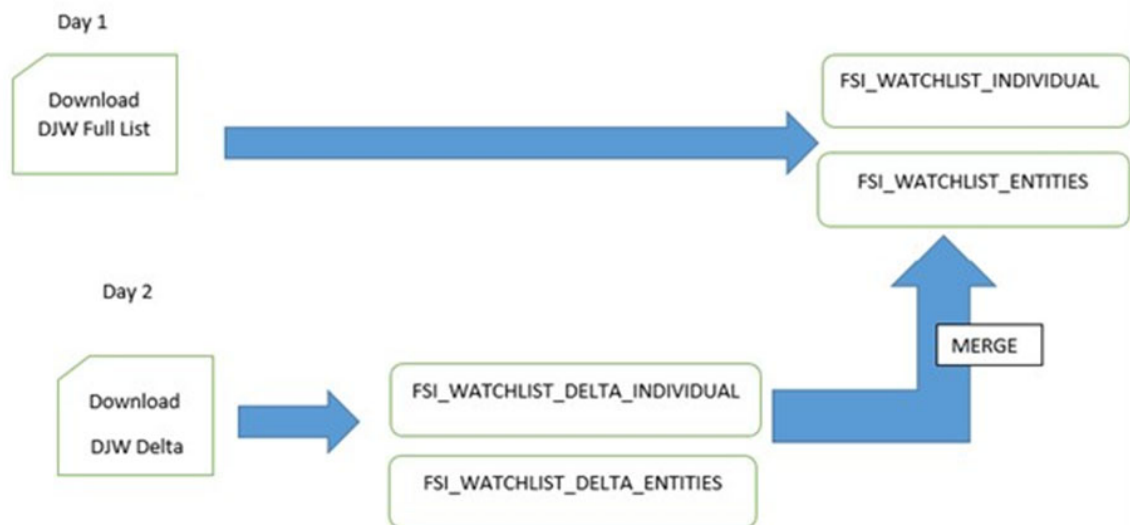 Day 1
Download
DJW Full List
FSI_WATCHLIST_INDIVIDUAL
FSI_WATCHLIST_ENTITIES
Day 2
Download
DJW Delta
FSI_WATCHLIST_DELTA_INDIVIDUAL
FSI_WATCHLIST_DELTA_ENTITIES
MERGE